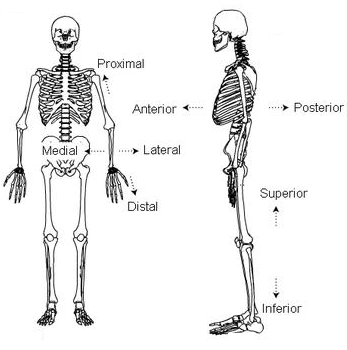 Proximal
Anterior
Posterior
Medial
Lateral
Superior
Distal
Inferior